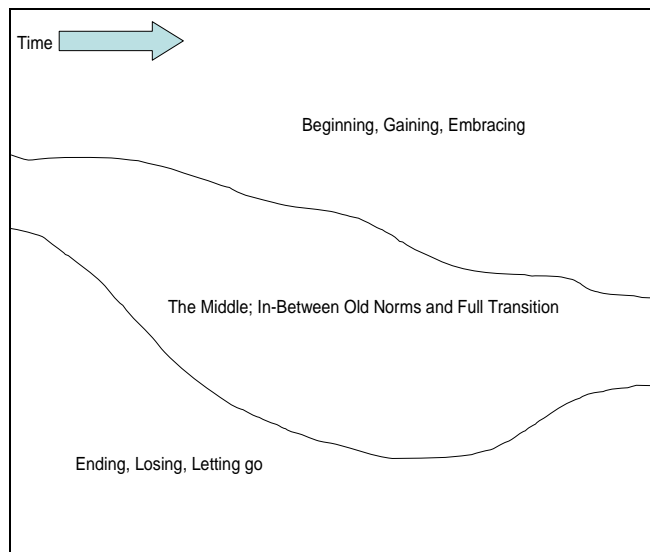 Time
Beginning, Gaining, Embracing
The Middle; In-Between Old Norms and Full Transition
Ending, Losing, Letting go